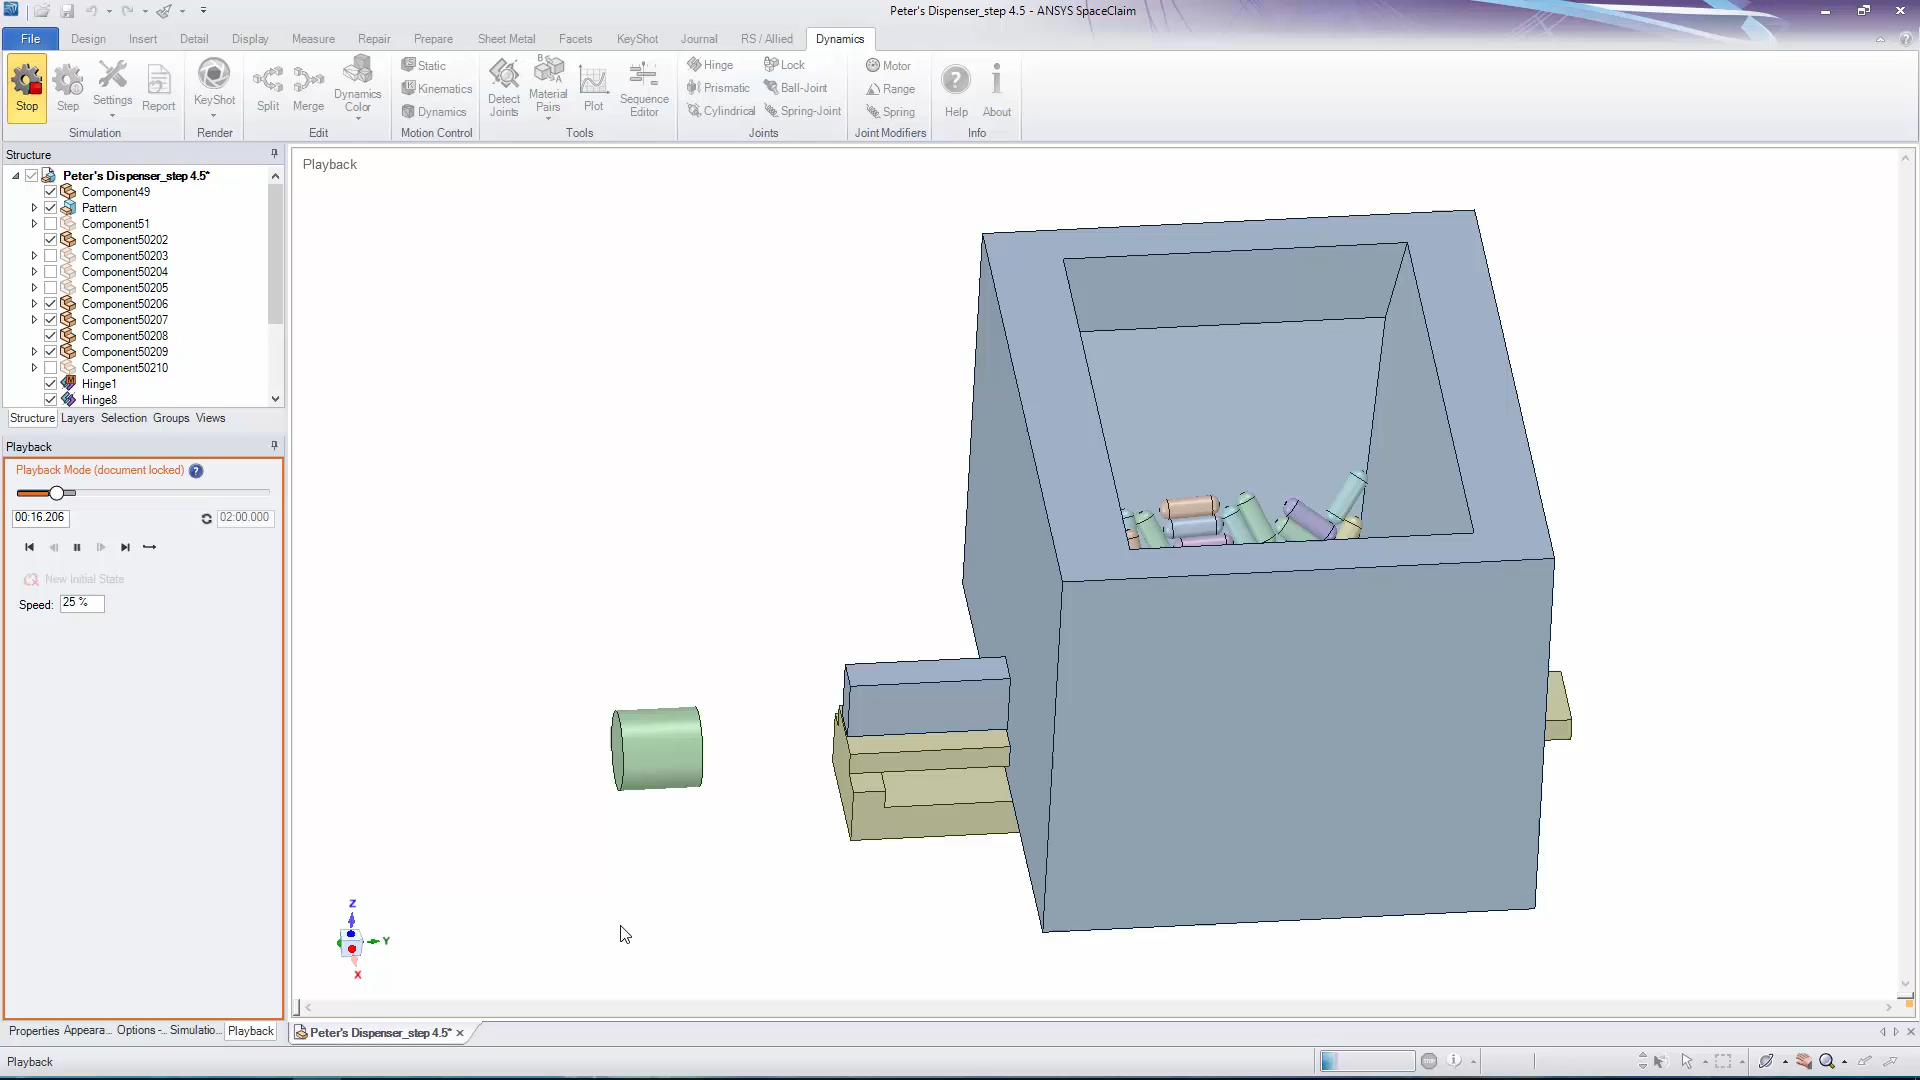 Peter's Dispenser_step 4.5 - ANSYS SpaceClaim
File Design Insert Detail Display Measure Repair Prepare Sheet Metal Facets KeyShot Journal RS / Allied Dynamics
Stop Step Settings Report KeyShot Split Merge Dynamics Color Static Kinematics Dynamics Detect Joints Material Pairs Plot Sequence Editor Hinge Prismatic Cylindrical Lock Ball-Joint Spring-Joint Motor Range Spring Help About
Simulation Render Edit Motion Control Tools Joints Joint Modifiers Info
Structure
Peter's Dispenser_step 4.5*
Component49
Pattern
Component51
Component50202
Component50203
Component50204
Component50205
Component50206
Component50207
Component50208
Component50209
Component50210
Hinge1
Hinge8
Structure Layers Selection Groups Views
Playback
Playback Mode (document locked)
00:16.206 02:00.000
New Initial State
Speed: 25 %
Properties Appeara... Options -... Simulatio... Playback
Playback
Z
Y
X
Peter's Dispenser_step 4.5*
Playback